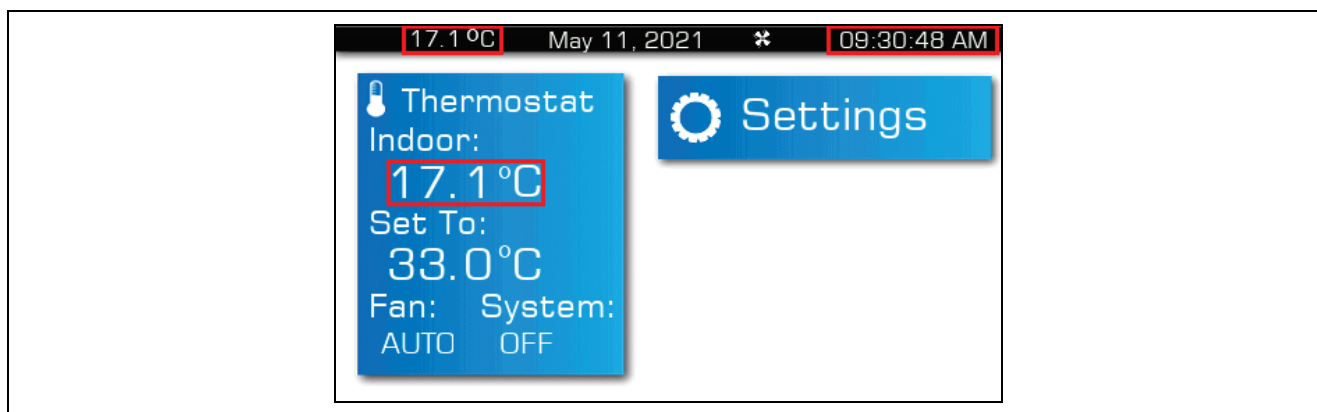 17.1 ºC May 11, 2021 09:30:48 AM
Thermostat
Indoor:
17.1°C
Set To:
33.0°C
Fan: System:
AUTO OFF
Settings